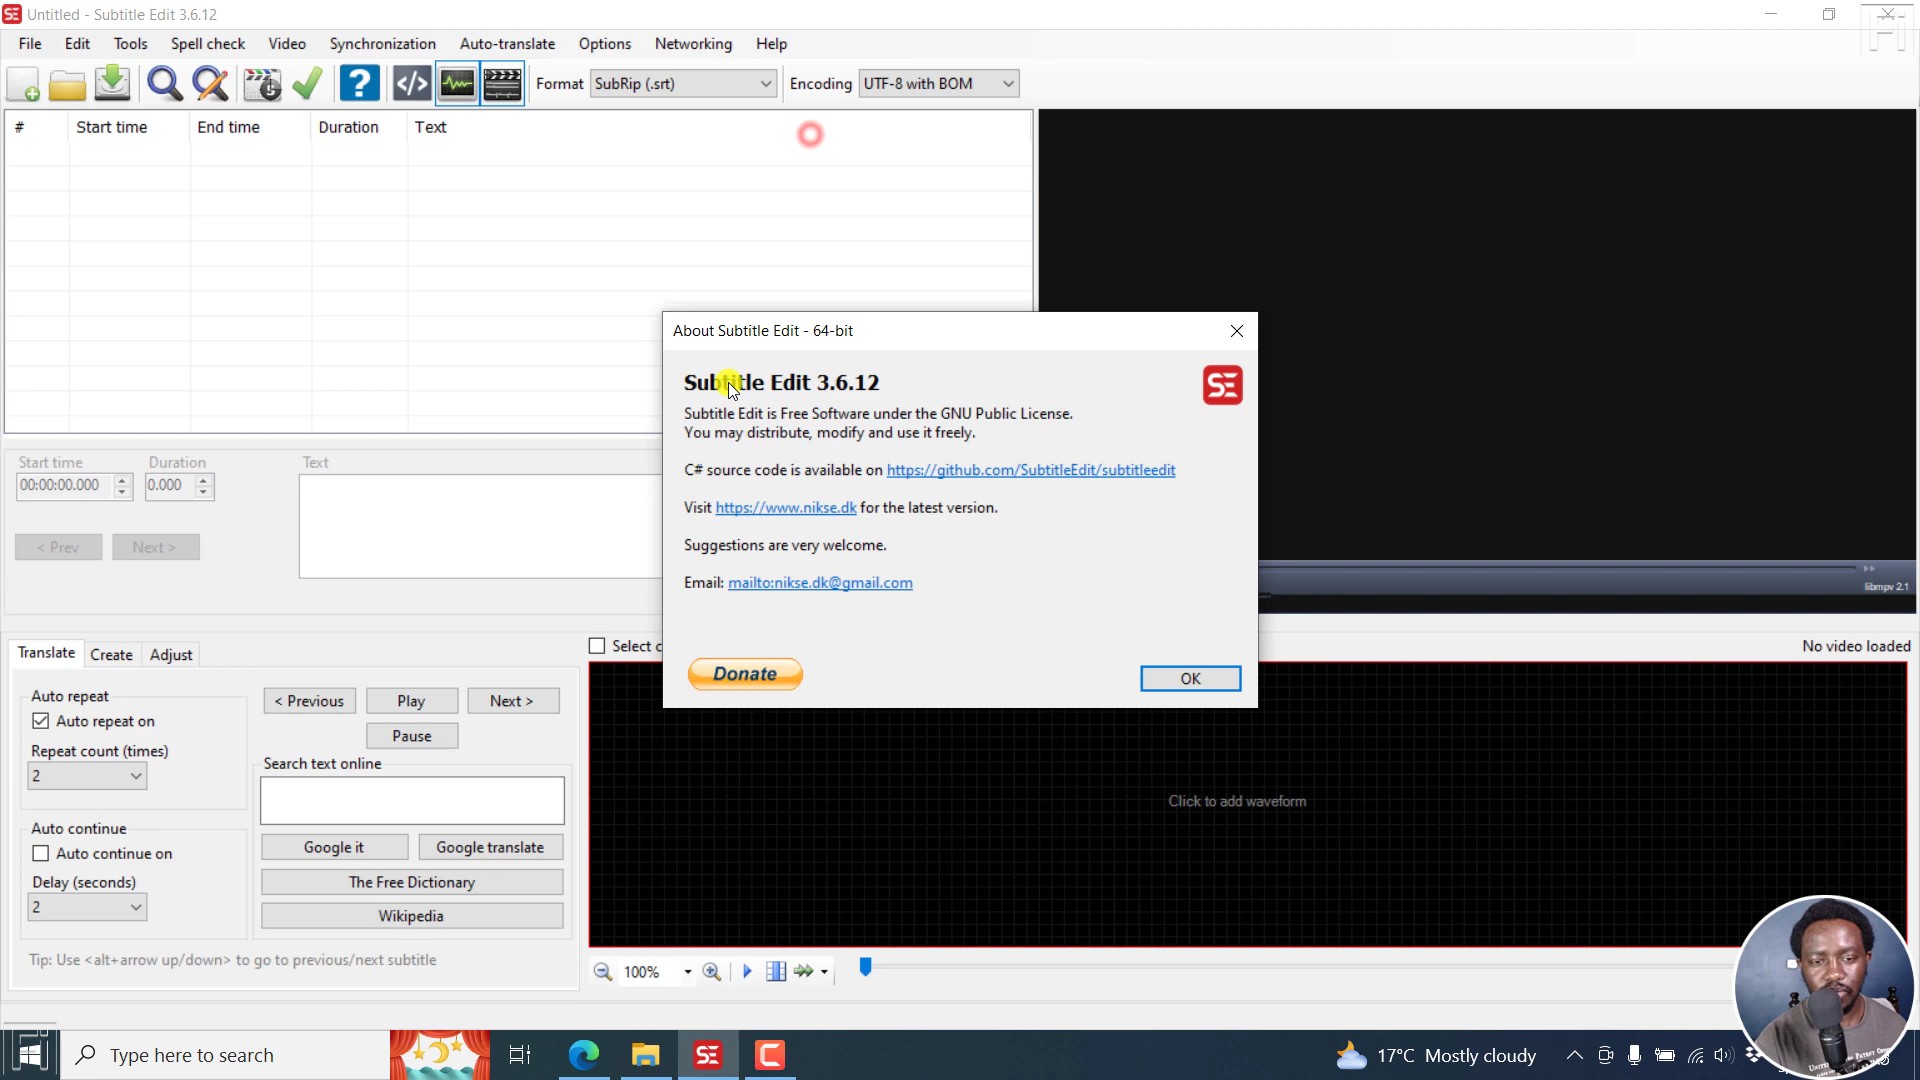 Untitled - Subtitle Edit 3.6.12
File Edit Tools Spell check Video Synchronization Auto-translate Options Networking Help
Format SubRip (.srt) Encoding UTF-8 with BOM
# Start time End time Duration Text
About Subtitle Edit - 64-bit
Subtitle Edit 3.6.12
SE
Subtitle Edit is Free Software under the GNU Public License.
You may distribute, modify and use it freely.
C# source code is available on https://github.com/SubtitleEdit/subtitleedit
Visit https://www.nikse.dk for the latest version.
Suggestions are very welcome.
Email: mailto:nikse.dk@gmail.com
Donate
OK
Start time Duration Text
00:00:00.000 0.000
< Prev Next >
libmpv 2.1
Translate Create Adjust
Select c
No video loaded
Auto repeat
Auto repeat on
Repeat count (times)
2
Auto continue
Auto continue on
Delay (seconds)
2
< Previous Play Next >
Pause
Search text online
Google it Google translate
The Free Dictionary
Wikipedia
Tip: Use <alt+arrow up/down> to go to previous/next subtitle
Click to add waveform
100%
Type here to search
SE
17°C Mostly cloudy